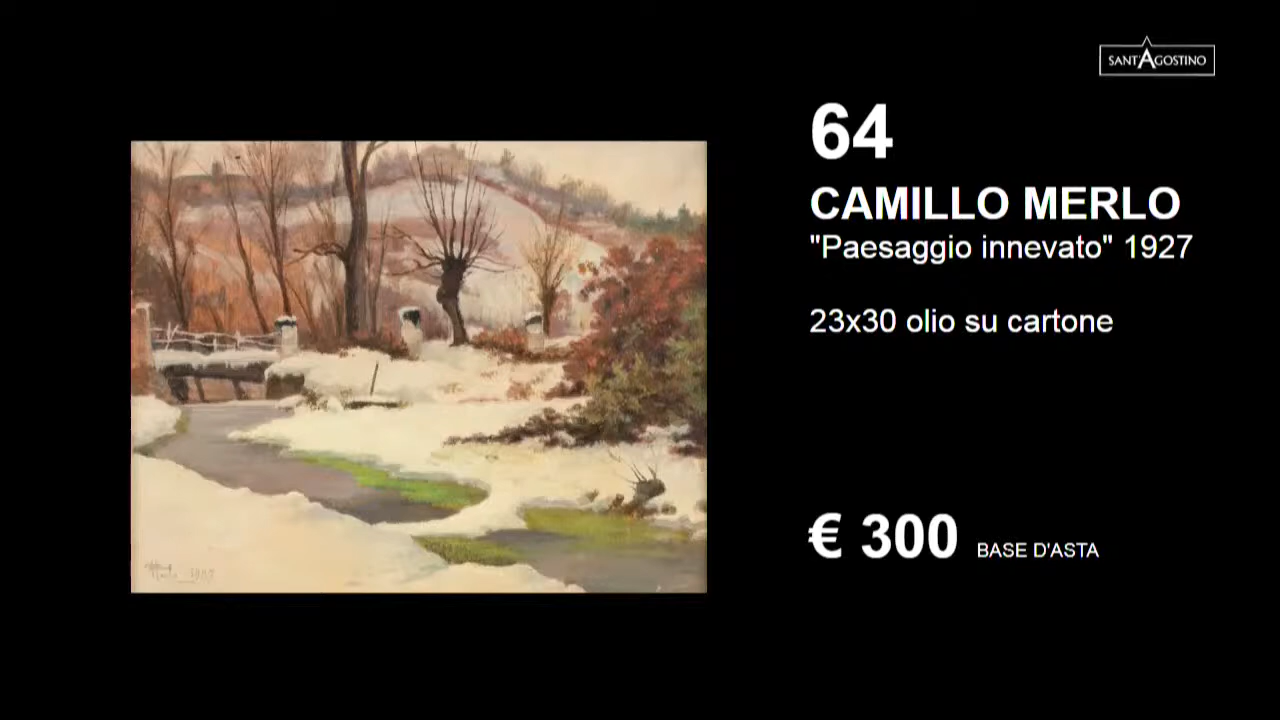 SANTAGOSTINO
64
CAMILLO MERLO
"Paesaggio innevato" 1927
23x30 olio su cartone
€ 300 BASE D'ASTA